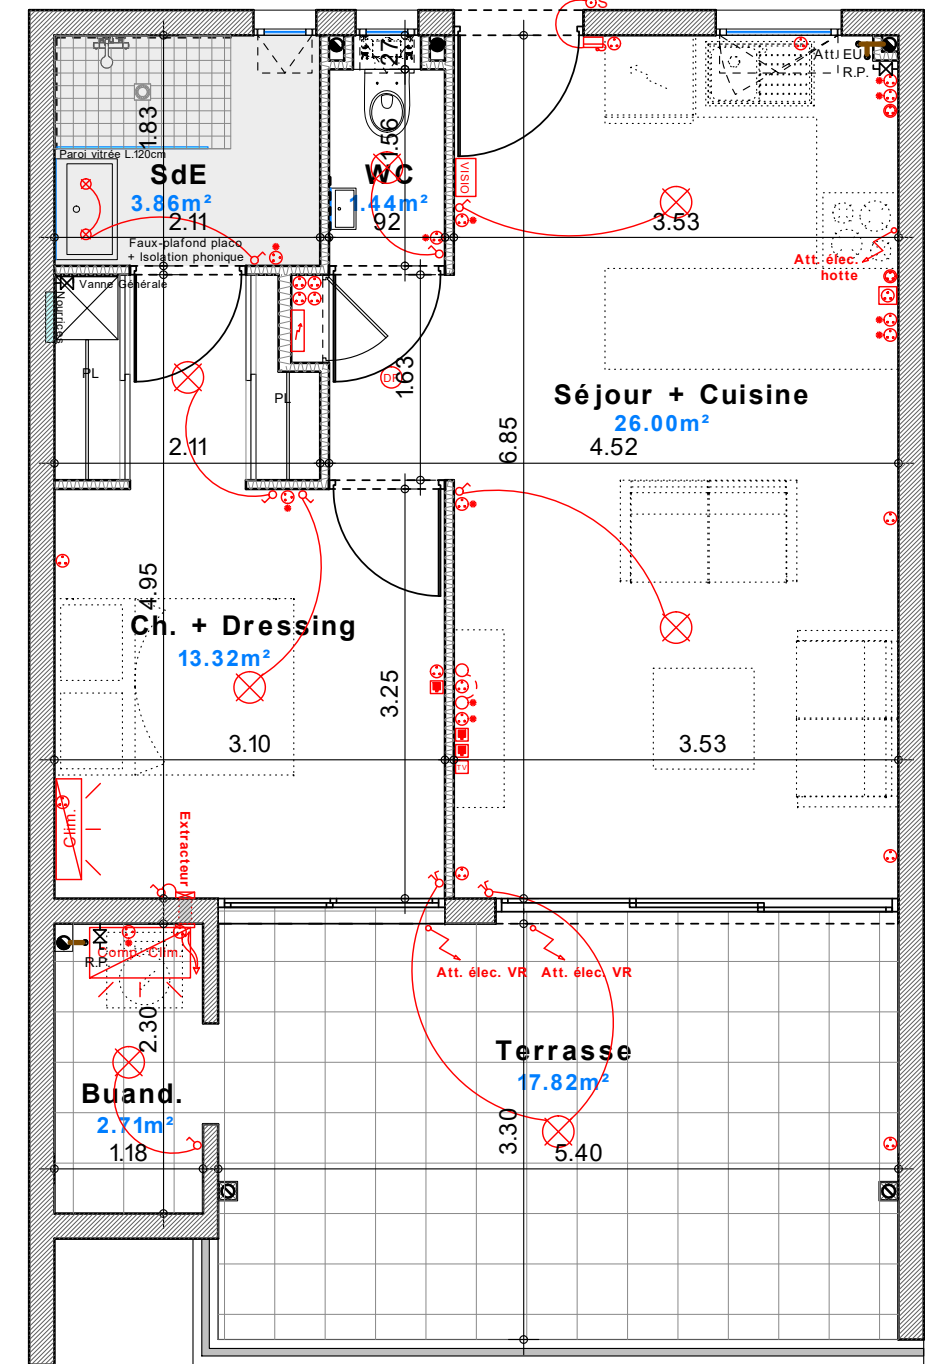 S
27
Att. EU
R.P.
1.83
1.56
Paroi vitrée L.120cm
SdE
3.86m²
2.11
WC
1.44m²
92
VISIO
3.53
Faux-plafond placo
+ Isolation phonique
Att. élec.
hotte
Vanne Générale
Nourrices
PL
PL
DF
1.63
Séjour + Cuisine
26.00m²
4.52
6.85
2.11
4.95
Ch. + Dressing
13.32m²
3.25
3.10
3.53
TV
Clim.
Extracteur
R.P.
Comp. Clim.
Att. élec. VR
Att. élec. VR
2.30
Terrasse
17.82m²
Buand.
2.71m²
1.18
3.30
5.40